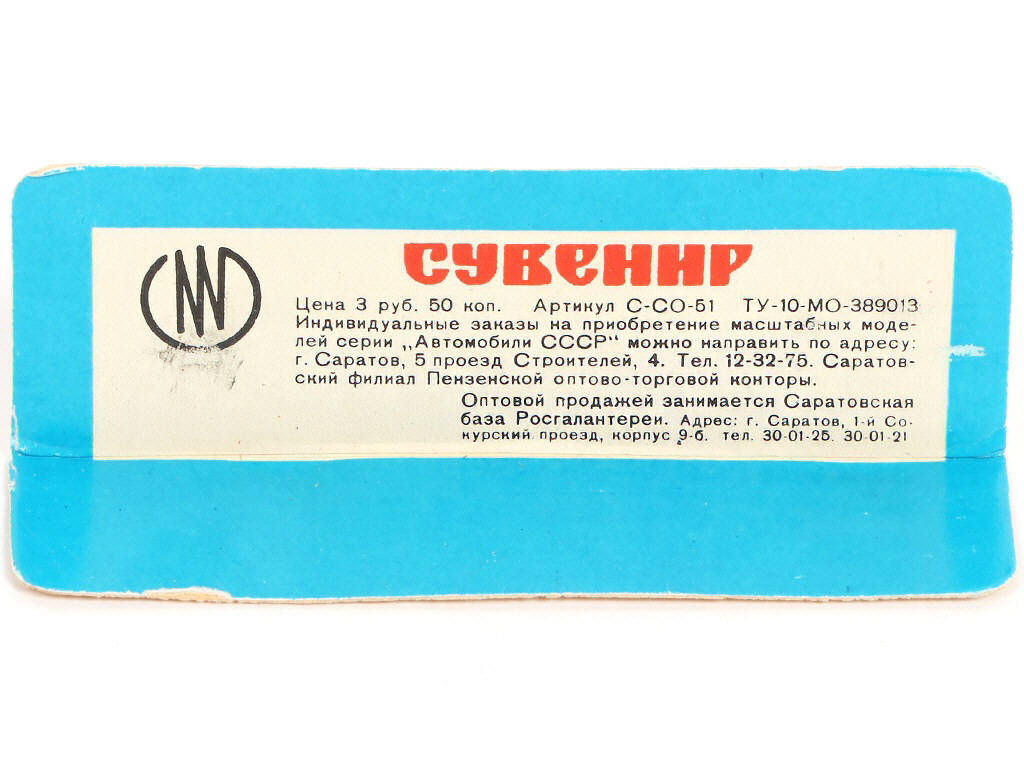 СУВЕНИР
Цена 3 руб. 50 коп. Артикул С-СО-51 ТУ-10-МО-389013
Индивидуальные заказы на приобретение масштабных моде-
лей серии „Автомобили СССР" можно направить по адресу:
г. Саратов, 5 проезд Строителей, 4. Тел. 12-32-75. Саратов-
ский филиал Пензенской оптово-торговой конторы.
Оптовой продажей занимается Саратовская
база Росгалантереи. Адрес: г. Саратов, 1-й Со-
курский проезд, корпус 9-б. тел. 30-01-25. 30-01-21